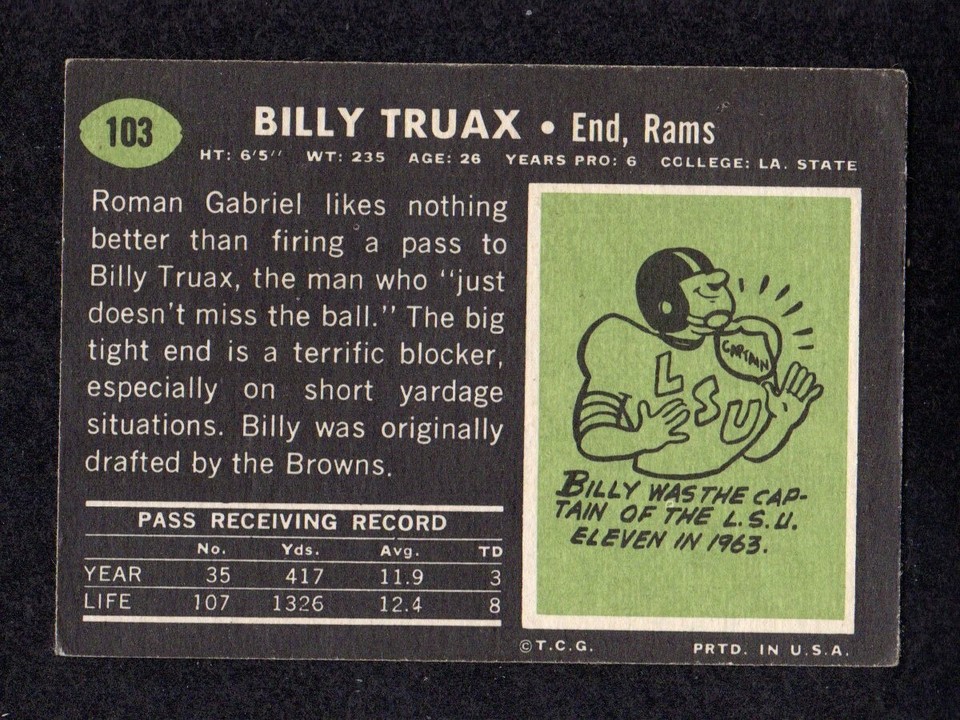 103
BILLY TRUAX • End, Rams
HT: 6'5" WT: 235 AGE: 26 YEARS PRO: 6 COLLEGE: LA. STATE
Roman Gabriel likes nothing
better than firing a pass to
Billy Truax, the man who "just
doesn't miss the ball." The big
tight end is a terrific blocker,
especially on short yardage
situations. Billy was originally
drafted by the Browns.
PASS RECEIVING RECORD
No. Yds. Avg. TD
YEAR 35 417 11.9 3
LIFE 107 1326 12.4 8
CAPTAIN
LSU
BILLY WAS THE CAP-
TAIN OF THE L.S.U.
ELEVEN IN 1963.
©T.C.G. PRTD. IN U.S.A.